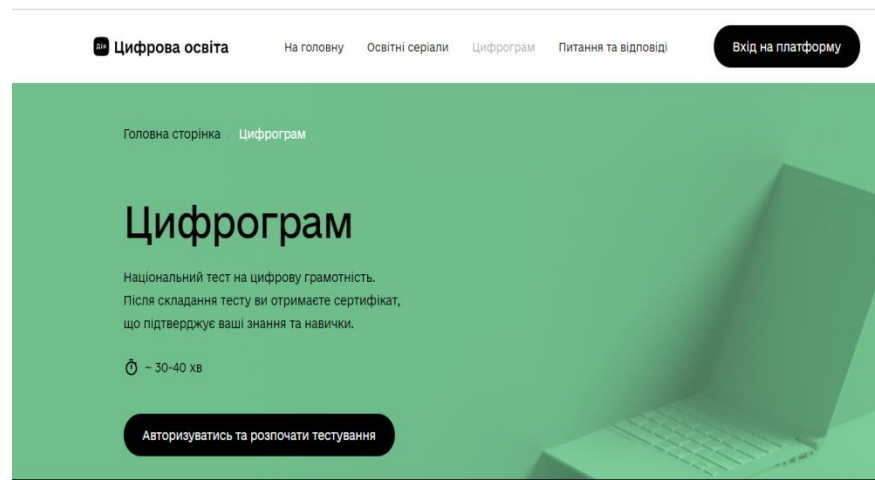 Дія Цифрова освіта
На головну
Освітні серіали
Цифрограм
Питання та відповіді
Вхід на платформу
Головна сторінка / Цифрограм
Цифрограм
Національний тест на цифрову грамотність.
Після складання тесту ви отримаєте сертифікат,
що підтверджує ваші знання та навички.
~ 30-40 хв
Авторизуватись та розпочати тестування